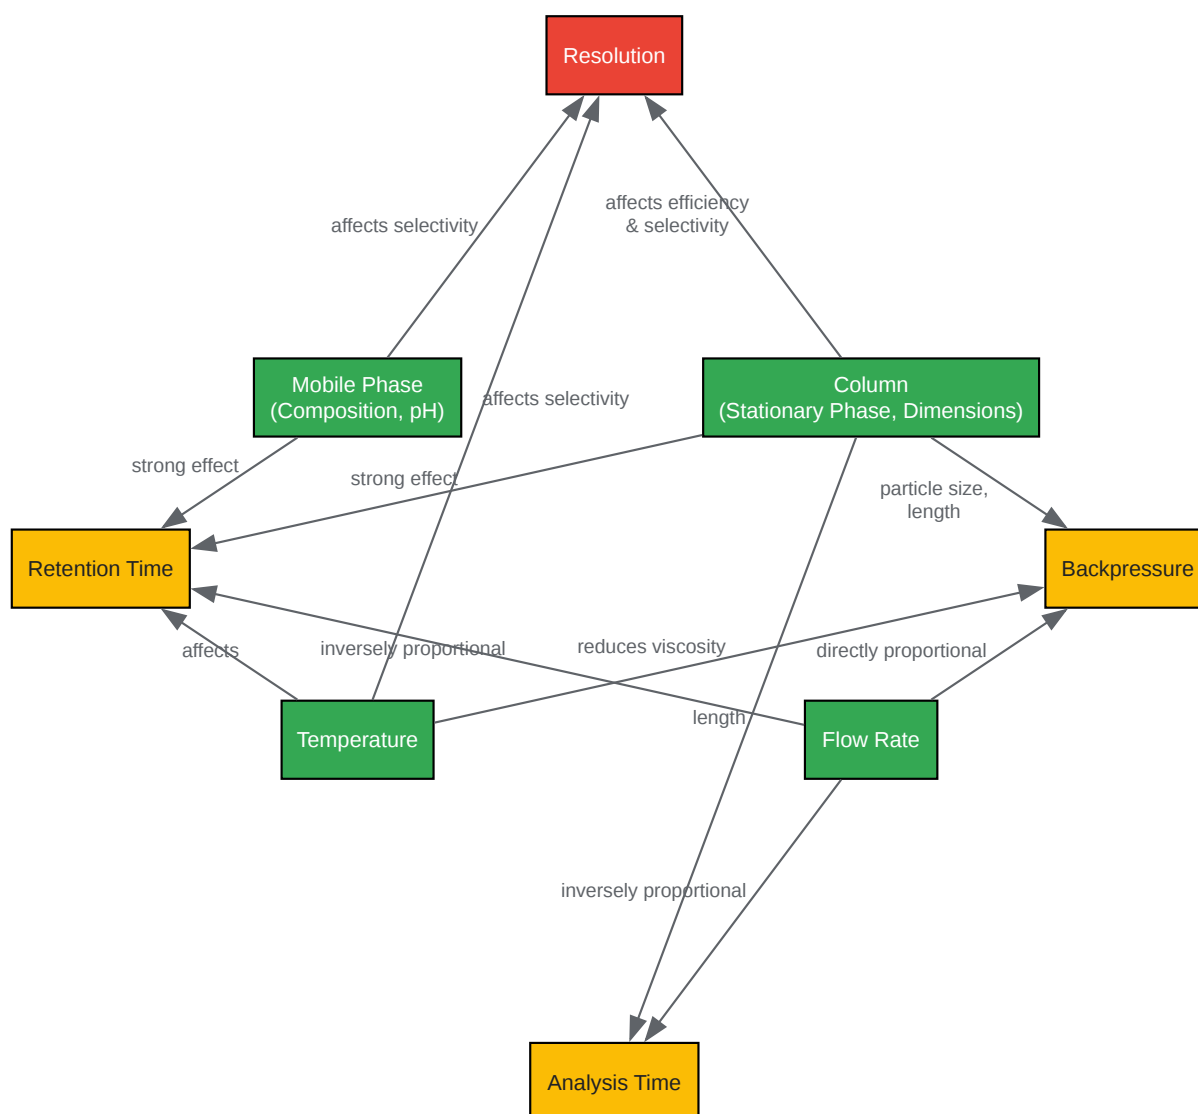 Resolution
affects selectivity
affects efficiency
& selectivity
Mobile Phase
(Composition, pH)
affects selectivity
Column
(Stationary Phase, Dimensions)
strong effect
strong effect
particle size,
length
Retention Time
Backpressure
affects
inversely proportional
reduces viscosity
directly proportional
length
Temperature
Flow Rate
inversely proportional
Analysis Time